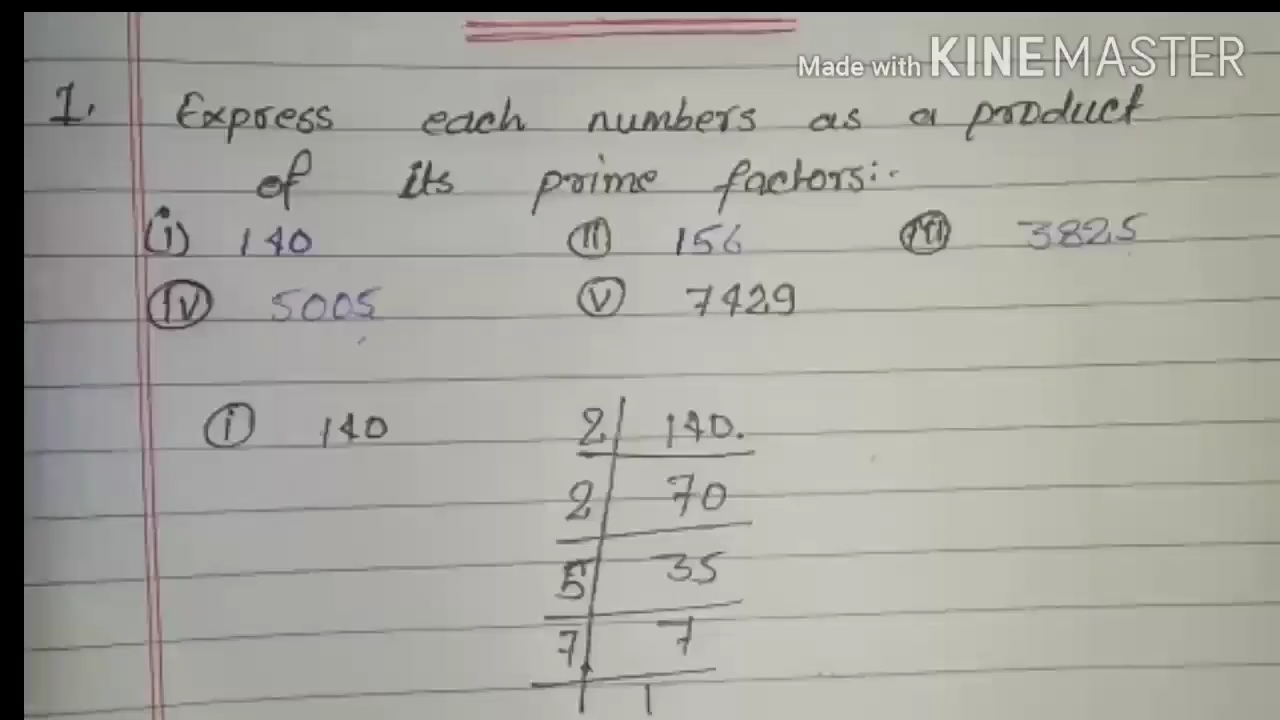 Made with KINEMASTER
1. Express each numbers as a product
of its prime factors:-
(i) 140 (ii) 156 (iii) 3825
(iv) 5005 (v) 7429
(i) 140 2 140.
2 70
5 35
7 7
1